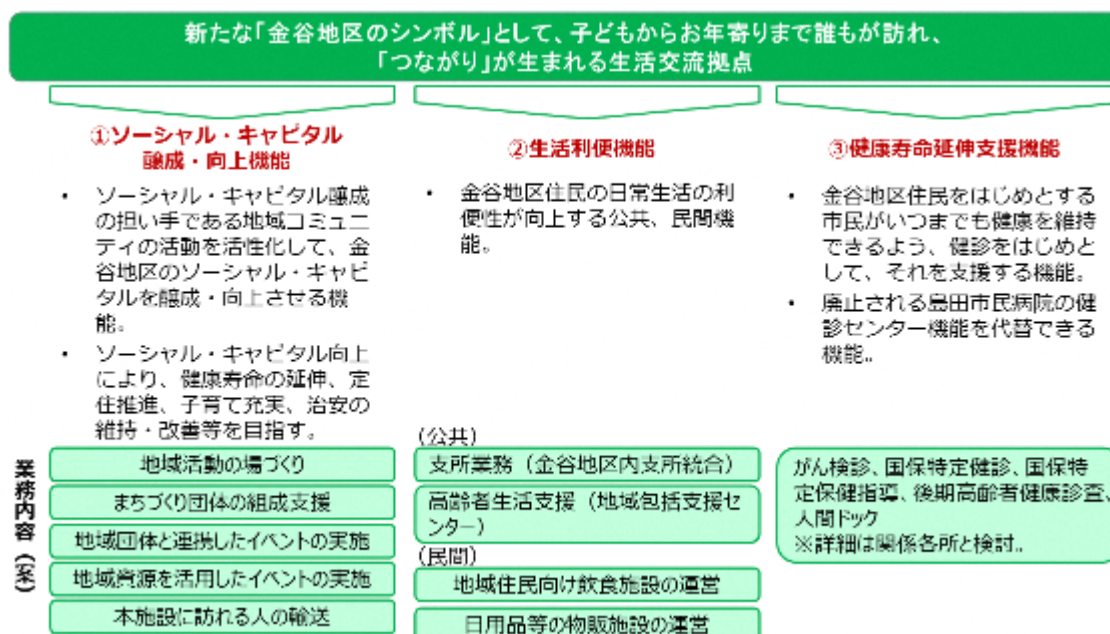 新たな「金谷地区のシンボル」として、子どもからお年寄りまで誰もが訪れ、
「つながり」が生まれる生活交流拠点
①ソーシャル・キャピタル
醸成・向上機能
• ソーシャル・キャピタル醸成
の担い手である地域コミュニ
ティの活動を活性化して、金
谷地区のソーシャル・キャピ
タルを醸成・向上させる機
能。
• ソーシャル・キャピタル向上
により、健康寿命の延伸、定
住推進、子育て充実、治安の
維持・改善等を目指す。
②生活利便機能
• 金谷地区住民の日常生活の利
便性が向上する公共、民間機
能。
③健康寿命延伸支援機能
• 金谷地区住民をはじめとする
市民がいつまでも健康を維持
できるよう、健診をはじめと
して、それを支援する機能。
• 廃止される島田市民病院の健
診センター機能を代替できる
機能..
業務内容（案）
地域活動の場づくり
まちづくり団体の組成支援
地域団体と連携したイベントの実施
地域資源を活用したイベントの実施
本施設に訪れる人の輸送
（公共）
支所業務（金谷地区内支所統合）
高齢者生活支援（地域包括支援セ
ンター）
（民間）
地域住民向け飲食施設の運営
日用品等の物販施設の運営
がん検診、国保特定健診、国保特
定保健指導、後期高齢者健康診査、
人間ドック
※詳細は関係各所と検討..